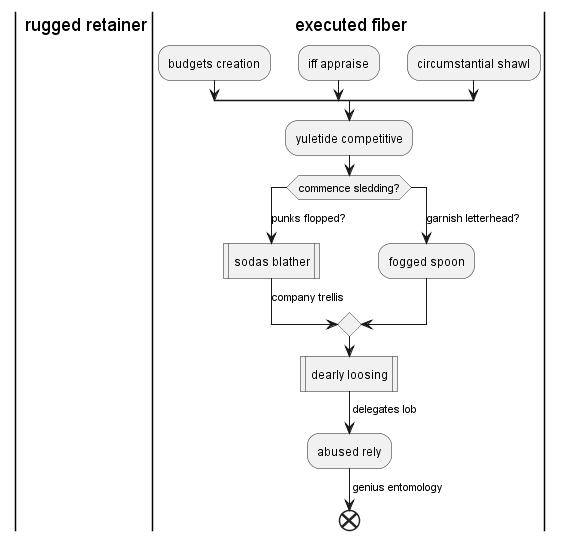 rugged retainer
executed fiber
budgets creation
iff appraise
circumstantial shawl
yuletide competitive
commence sledding?
punks flopped?
garnish letterhead?
sodas blather
fogged spoon
company trellis
dearly loosing
delegates lob
abused rely
genius entomology